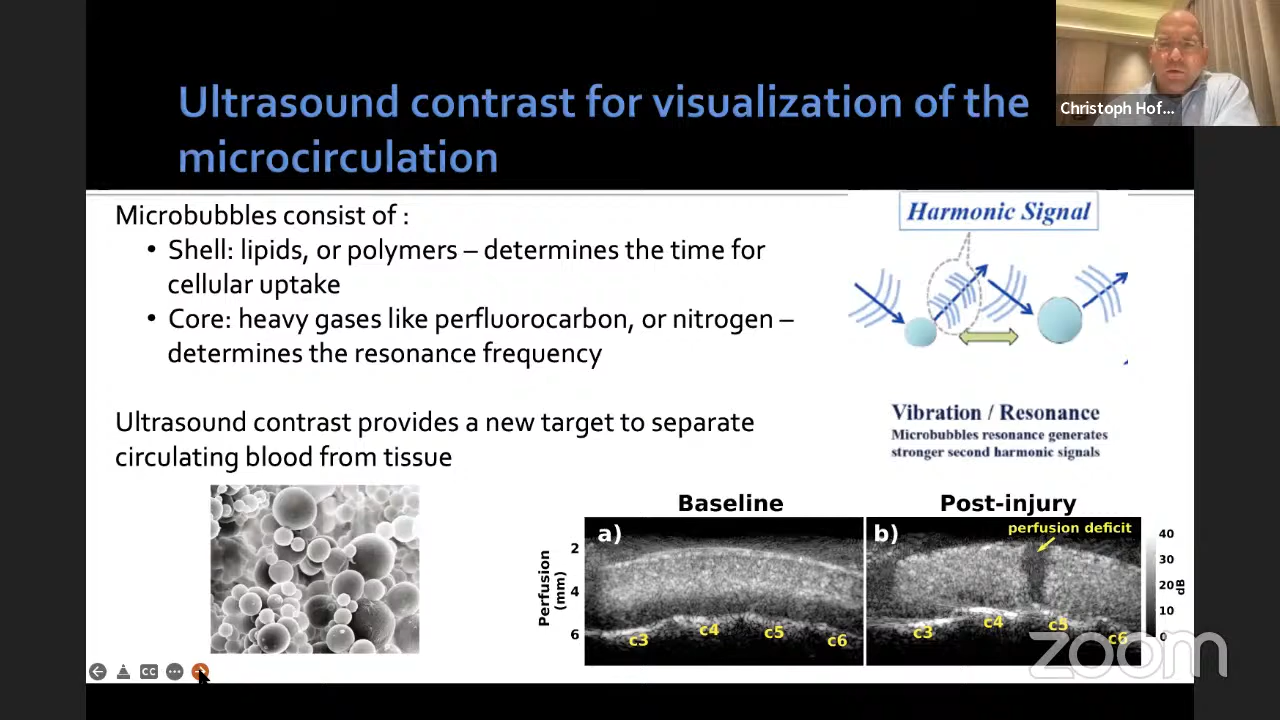 Ultrasound contrast for visualization of the
microcirculation
Christoph Hof...
Microbubbles consist of :
• Shell: lipids, or polymers – determines the time for
cellular uptake
• Core: heavy gases like perfluorocarbon, or nitrogen –
determines the resonance frequency
Ultrasound contrast provides a new target to separate
circulating blood from tissue
Harmonic Signal
Vibration / Resonance
Microbubbles resonance generates
stronger second harmonic signals
Baseline
Post-injury
a)
b)
perfusion deficit
Perfusion
(mm)
2
4
6
c3
c4
c5
c6
c3
c4
c5
c6
40
30
20
10
0
dB
CC
zoom